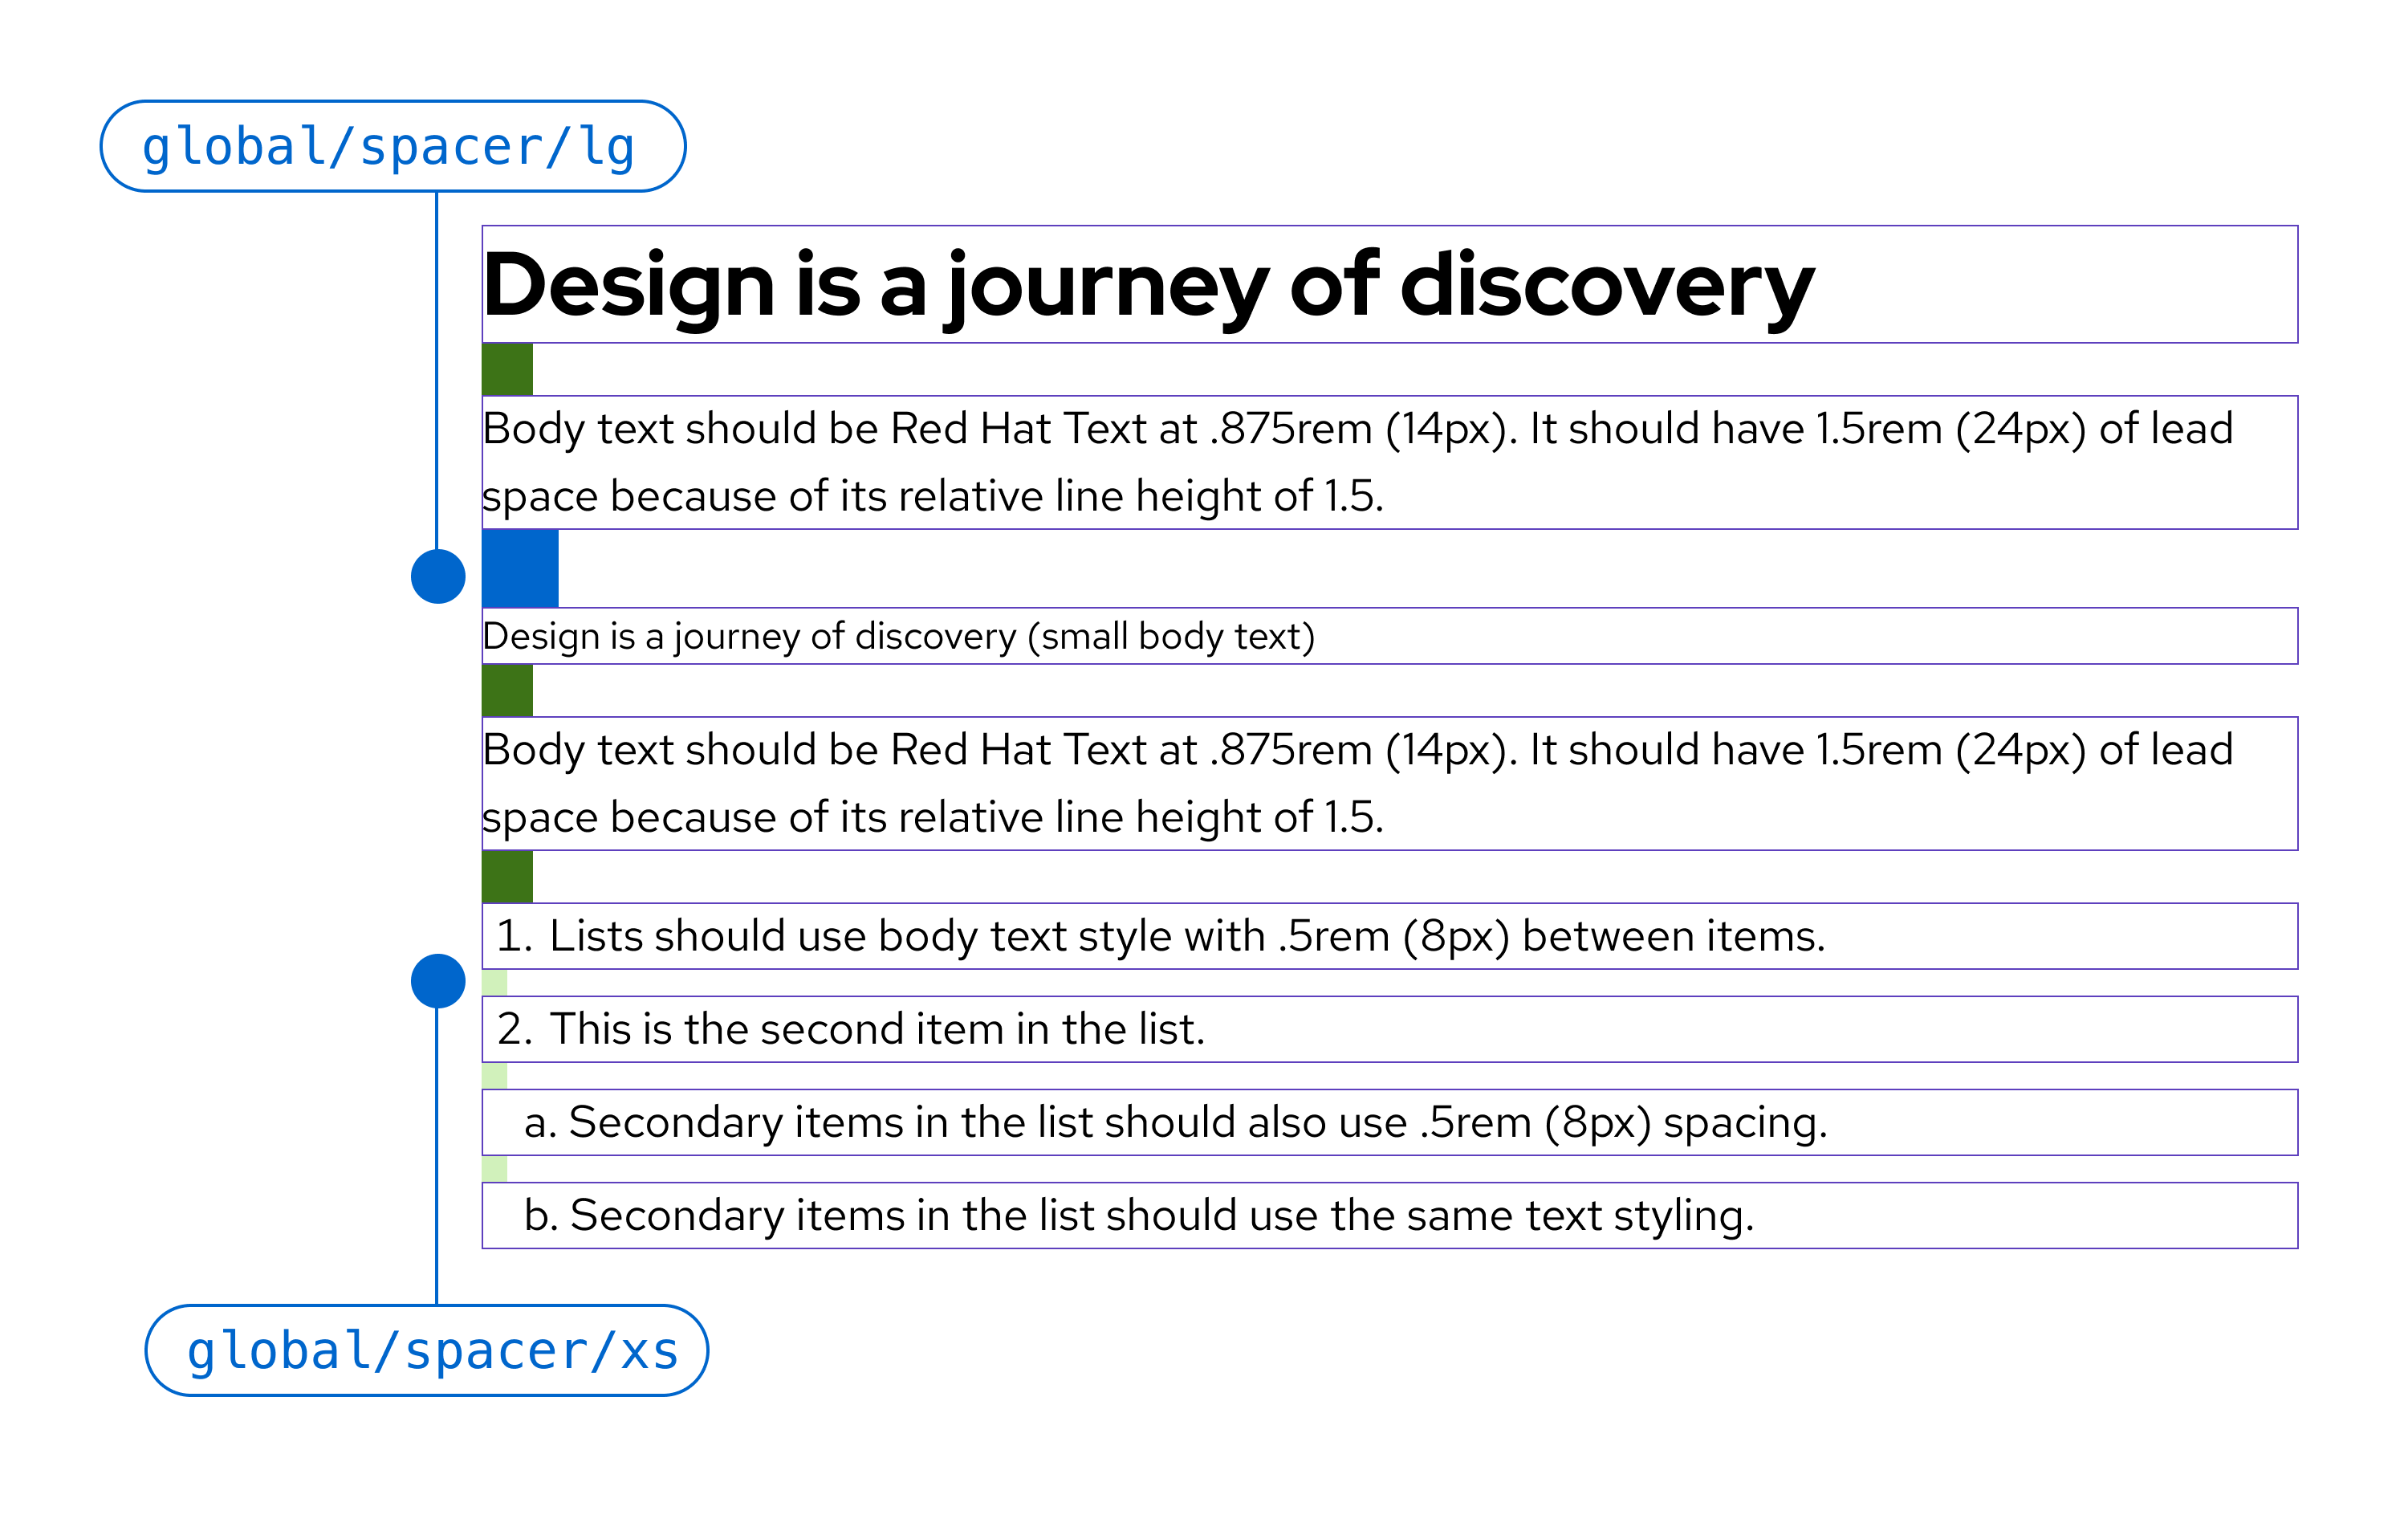 global/spacer/lg
Design is a journey of discovery
Body text should be Red Hat Text at .875rem (14px). It should have 1.5rem (24px) of lead
space because of its relative line height of 1.5.
Design is a journey of discovery (small body text)
Body text should be Red Hat Text at .875rem (14px). It should have 1.5rem (24px) of lead
space because of its relative line height of 1.5.
1. Lists should use body text style with .5rem (8px) between items.
2. This is the second item in the list.
a. Secondary items in the list should also use .5rem (8px) spacing.
b. Secondary items in the list should use the same text styling.
global/spacer/xs